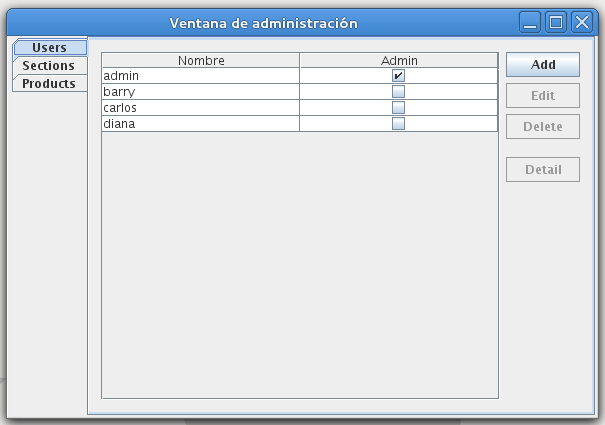 Ventana de administración
Users
Sections
Products
Nombre Admin
admin
barry
carlos
diana
Add
Edit
Delete
Detail